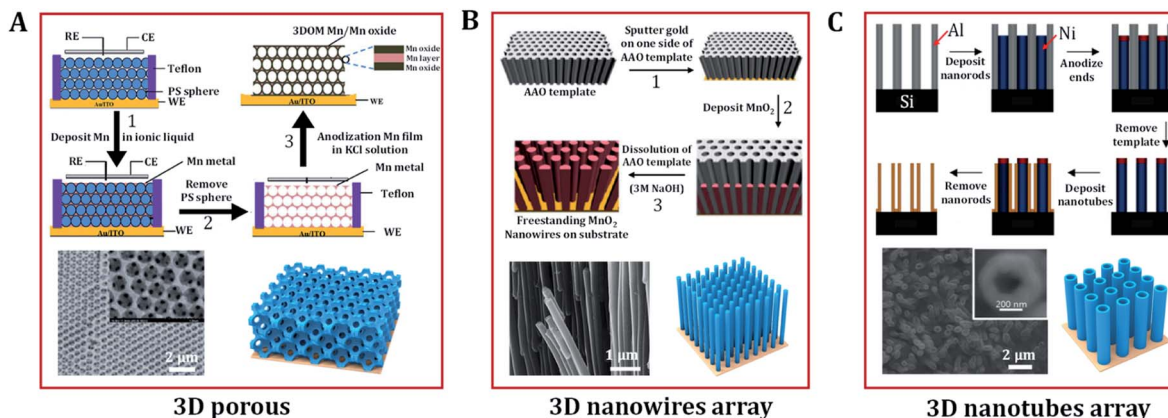 A
RE
CE
Teflon
PS sphere
Au/ITO
WE
1
Deposit Mn in ionic liquid
RE
CE
Mn metal
Au/ITO
WE
Remove
PS sphere
2
3DOM Mn/Mn oxide
Mn oxide
Mn layer
Mn oxide
Au/ITO
WE
3
Anodization Mn film
in KCl solution
Mn metal
Teflon
Au/ITO
WE
2 μm
3D porous
B
AAO template
Sputter gold
on one side of
AAO template
1
Deposit MnO₂
2
Dissolution of
AAO template
(3M NaOH)
3
Freestanding MnO₂
Nanowires on substrate
1 μm
3D nanowires array
C
Al
Ni
Si
Deposit
nanorods
Anodize
ends
Remove
template
Deposit
nanotubes
Remove
nanorods
200 nm
2 μm
3D nanotubes array